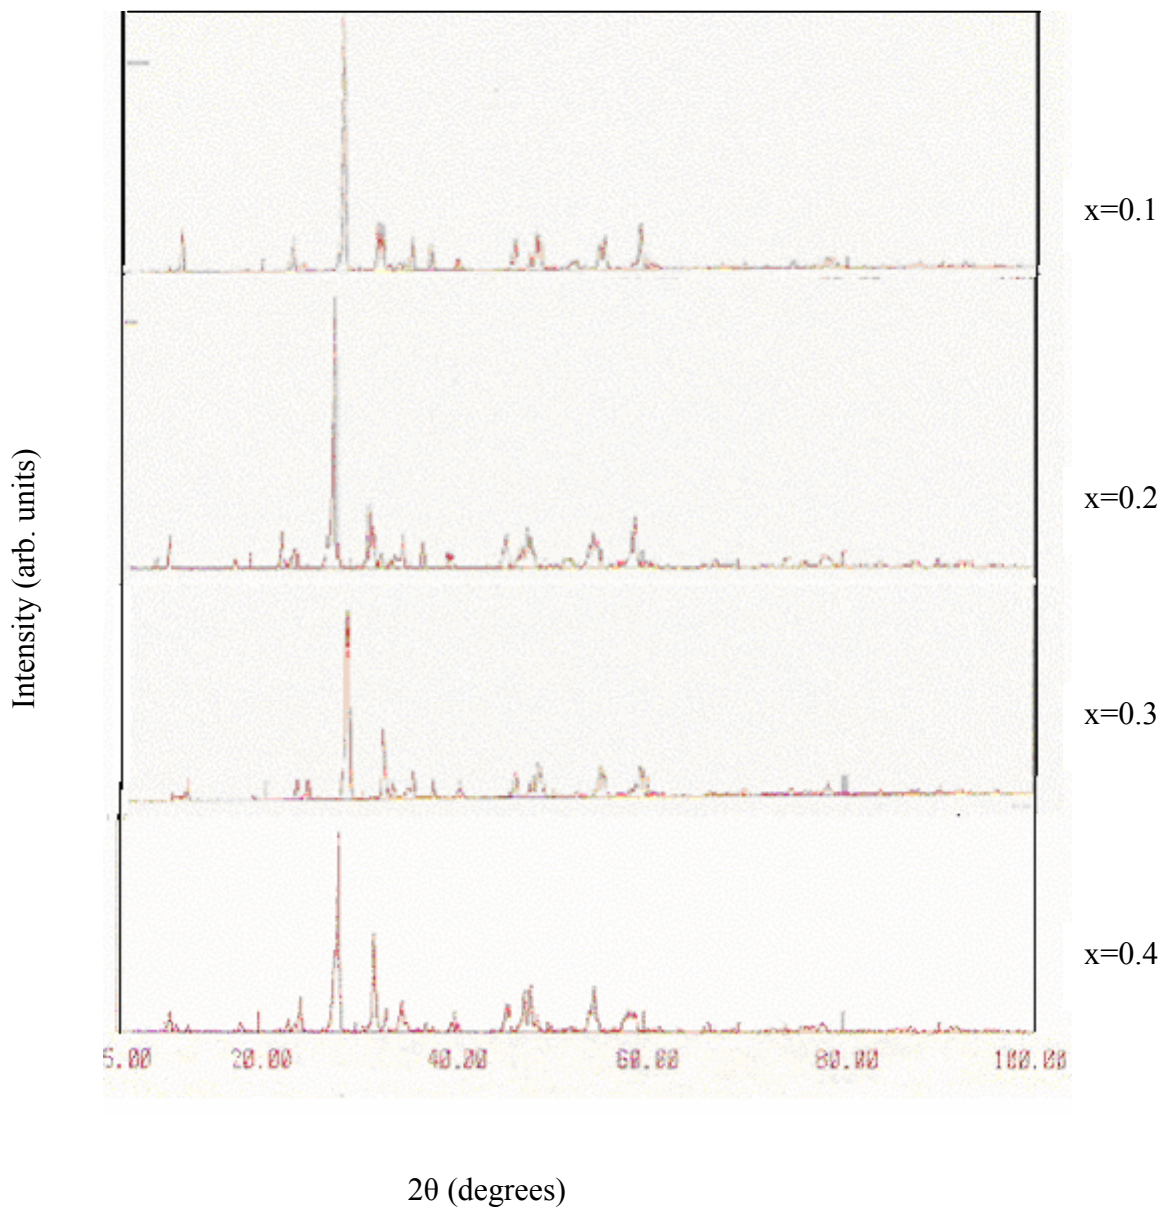 x=0.1
x=0.2
Intensity (arb. units)
x=0.3
x=0.4
5.00 20.00 40.00 60.00 80.00 100.00
2θ (degrees)